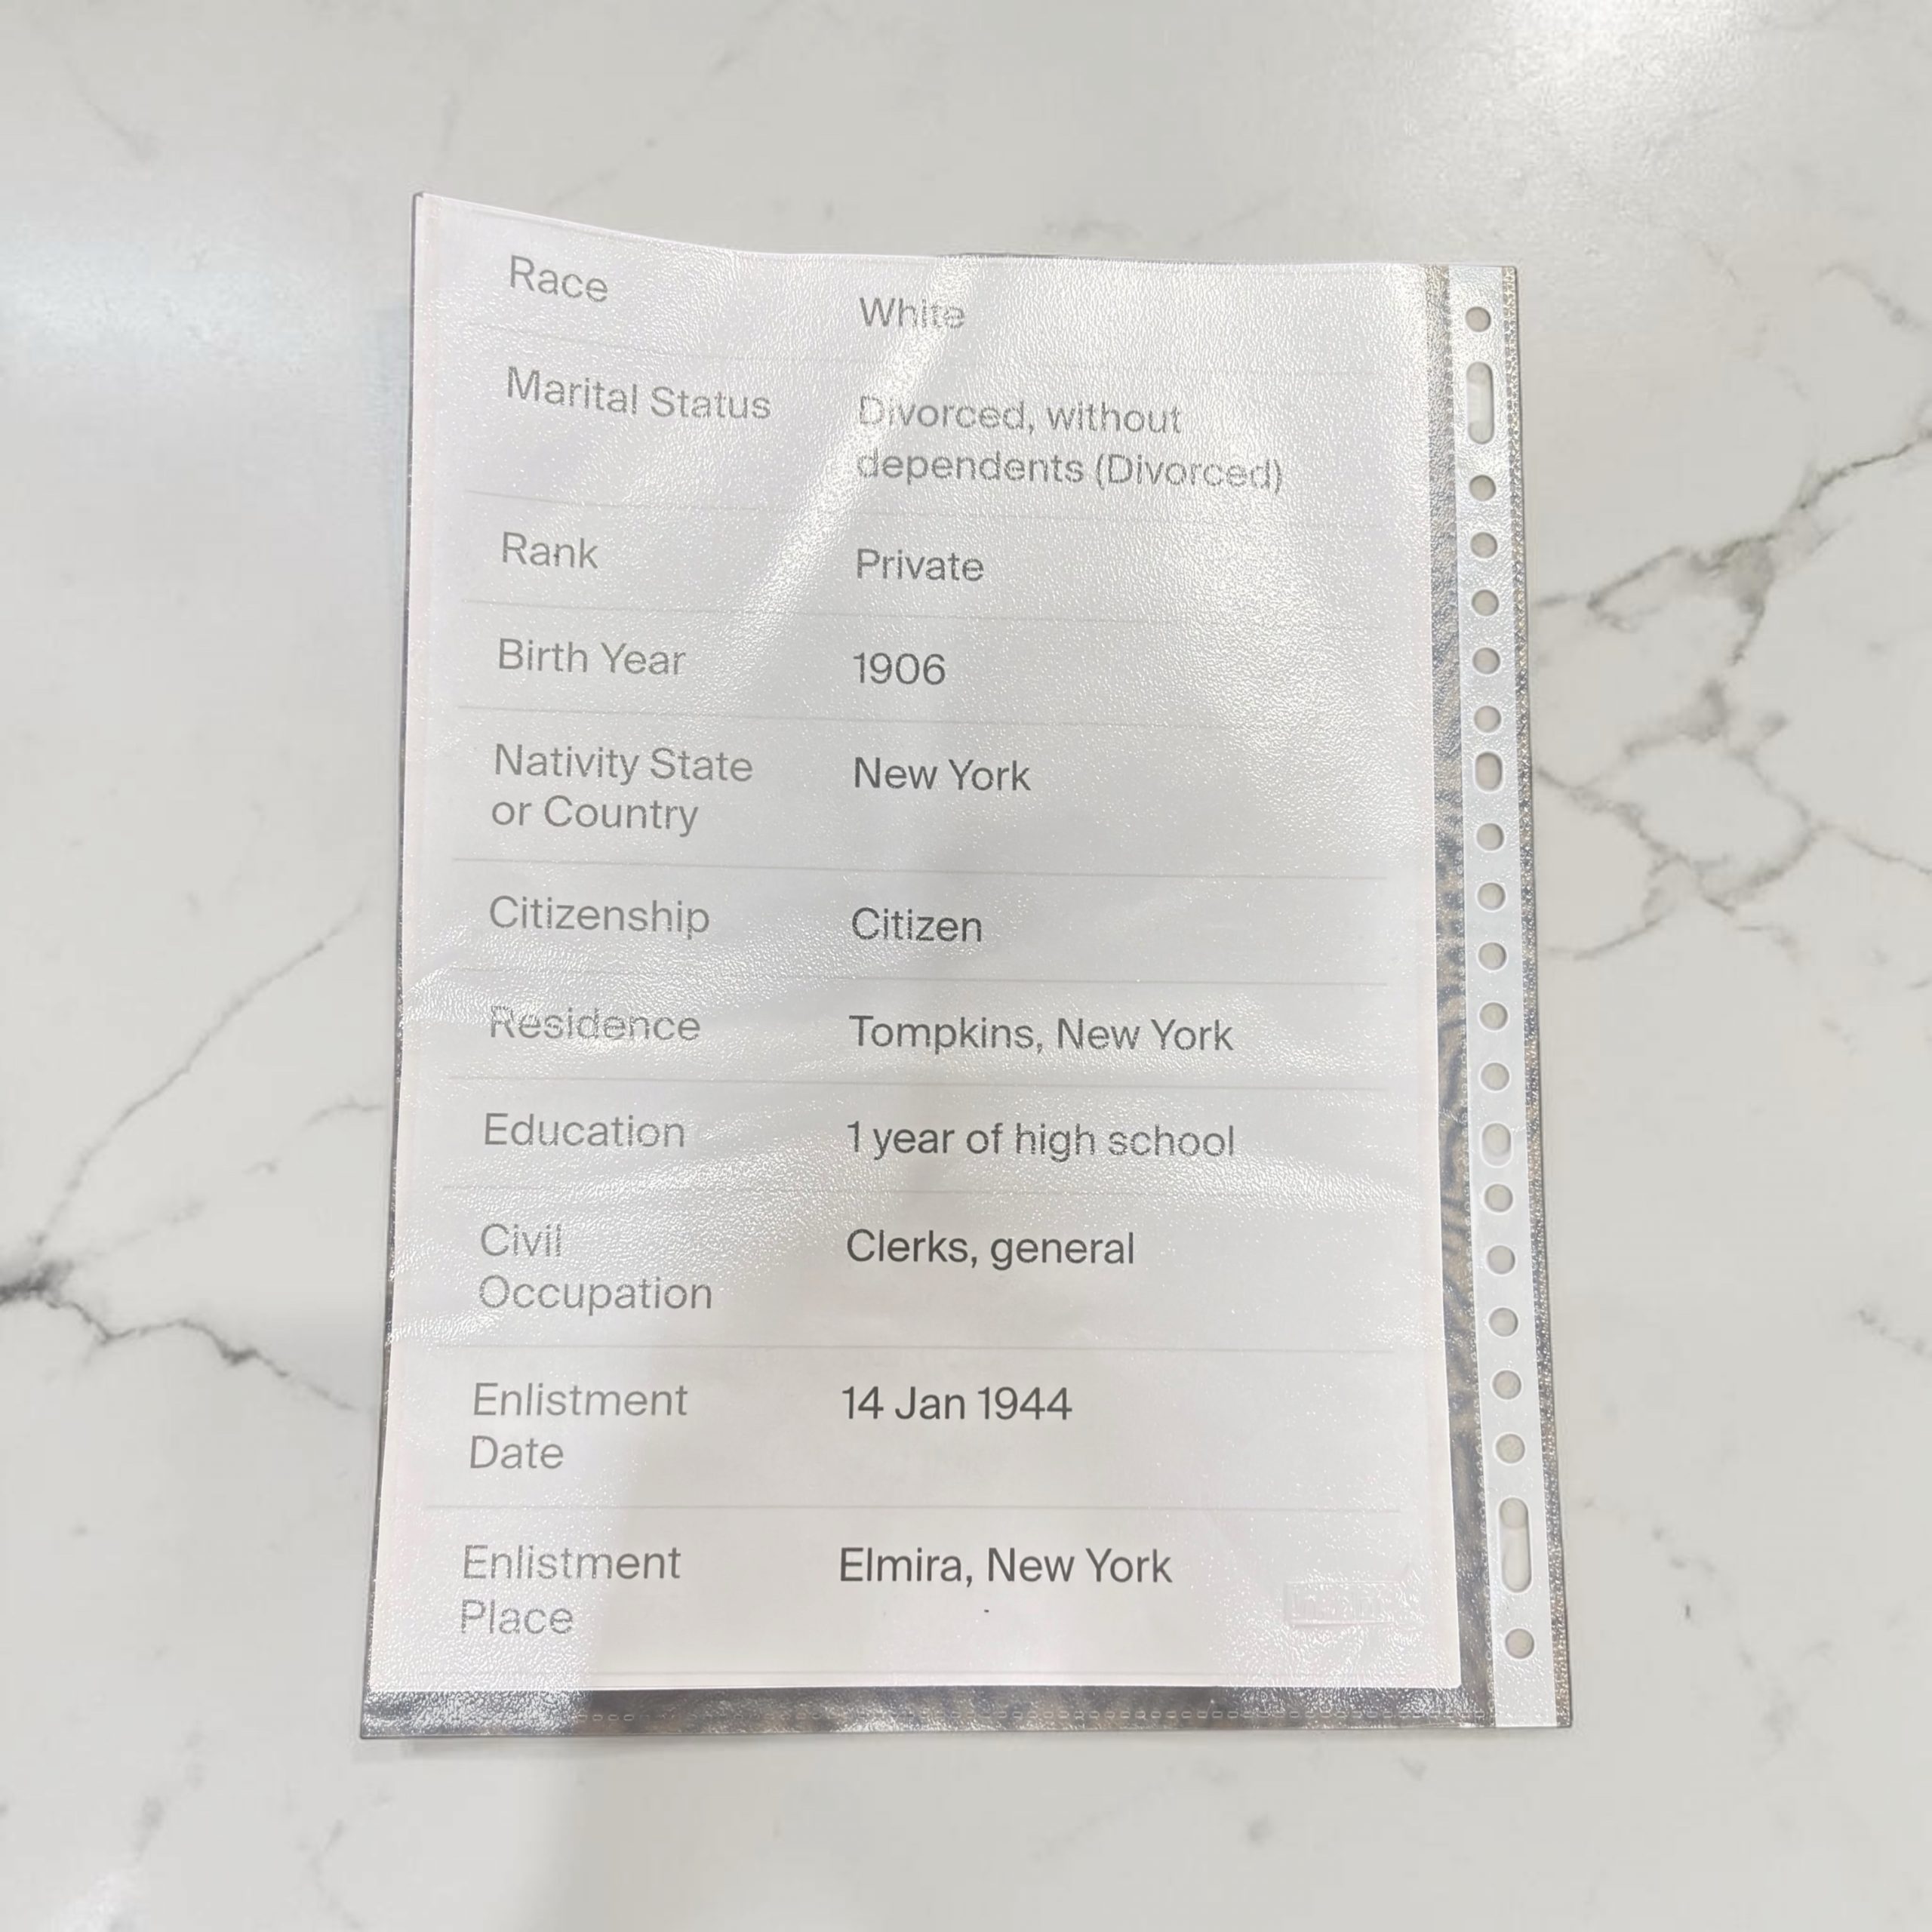 Race White
Marital Status Divorced, without
dependents (Divorced)
Rank Private
Birth Year 1906
Nativity State New York
or Country
Citizenship Citizen
Residence Tompkins, New York
Education 1 year of high school
Civil Clerks, general
Occupation
Enlistment 14 Jan 1944
Date
Enlistment Elmira, New York
Place